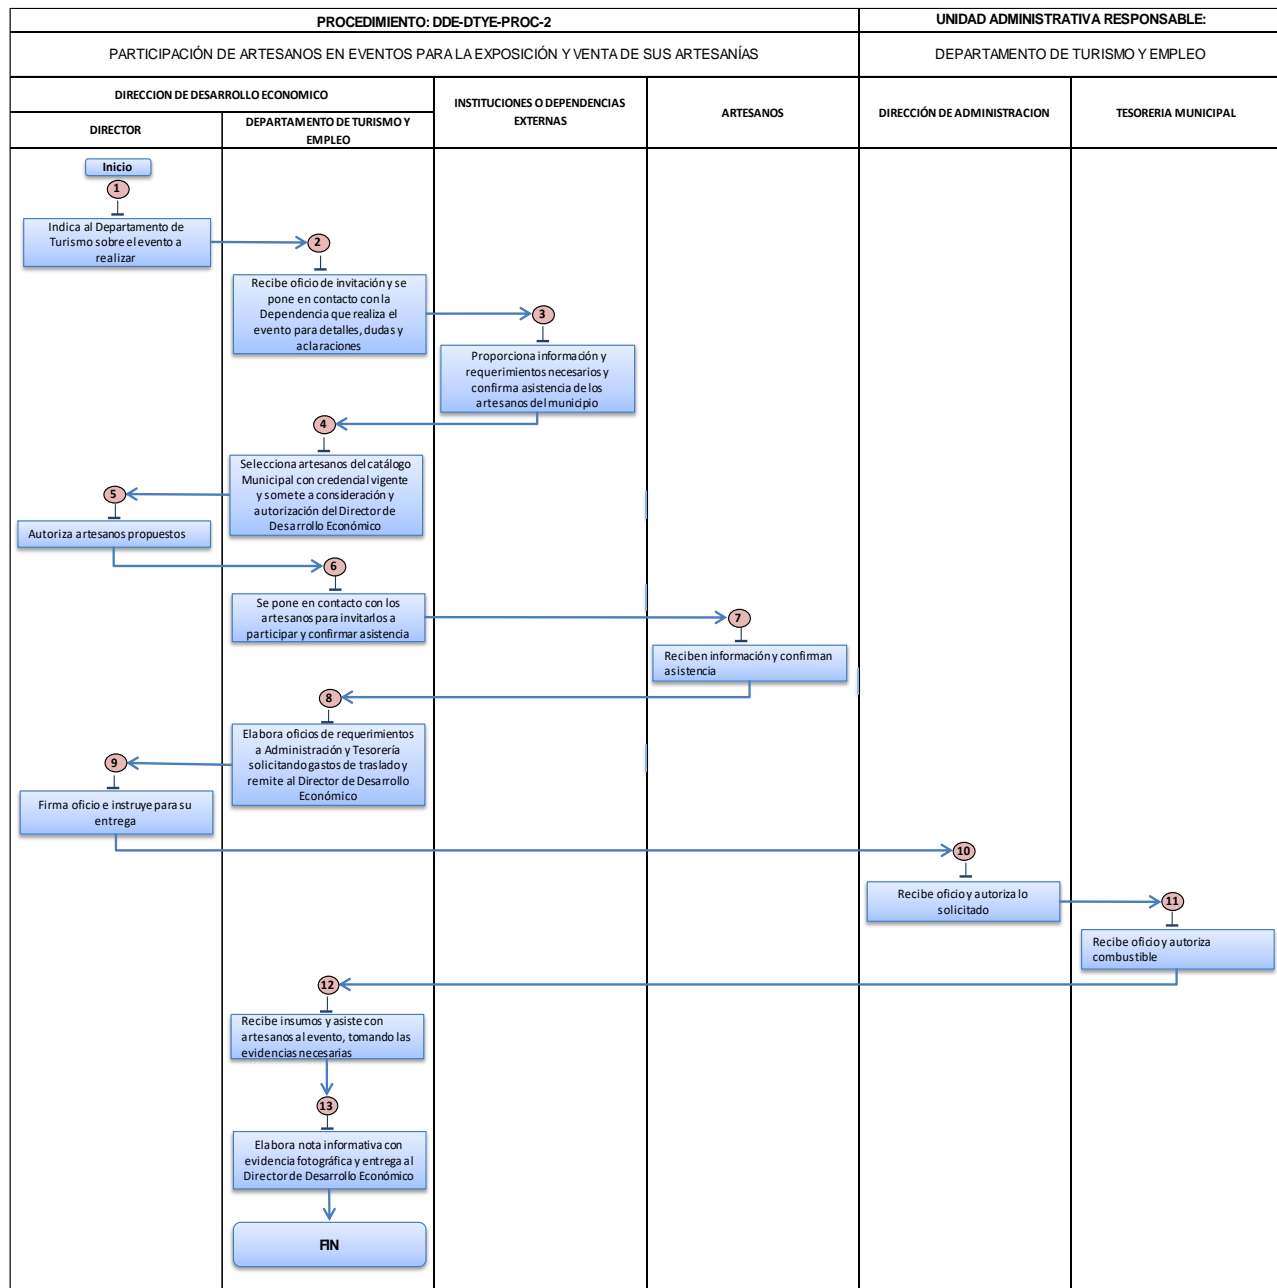 PROCEDIMIENTO: DDE-DTYE-PROC-2
UNIDAD ADMINISTRATIVA RESPONSABLE:
PARTICIPACIÓN DE ARTESANOS EN EVENTOS PARA LA EXPOSICIÓN Y VENTA DE SUS ARTESANÍAS
DEPARTAMENTO DE TURISMO Y EMPLEO
DIRECCION DE DESARROLLO ECONOMICO
DIRECTOR
DEPARTAMENTO DE TURISMO Y
EMPLEO
INSTITUCIONES O DEPENDENCIAS
EXTERNAS
ARTESANOS
DIRECCIÓN DE ADMINISTRACION
TESORERIA MUNICIPAL
Inicio
1
Indica al Departamento de
Turismo sobre el evento a
realizar
2
Recibe oficio de invitación y se
pone en contacto con la
Dependencia que realiza el
evento para detalles, dudas y
aclaraciones
3
Proporciona información y
requerimientos necesarios y
confirma asistencia de los
artesanos del municipio
4
Selecciona artesanos del catálogo
Municipal con credencial vigente
y somete a consideración y
autorización del Director de
Desarrollo Económico
5
Autoriza artesanos propuestos
6
Se pone en contacto con los
artesanos para invitarlos a
participar y confirmar asistencia
7
Reciben información y confirman
asistencia
8
Elabora oficios de requerimientos
a Administración y Tesorería
solicitando gastos de traslado y
remite al Director de Desarrollo
Económico
9
Firma oficio e instruye para su
entrega
10
Recibe oficio y autoriza lo
solicitado
11
Recibe oficio y autoriza
combustible
12
Recibe insumos y asiste con
artesanos al evento, tomando las
evidencias necesarias
13
Elabora nota informativa con
evidencia fotográfica y entrega al
Director de Desarrollo Económico
FIN